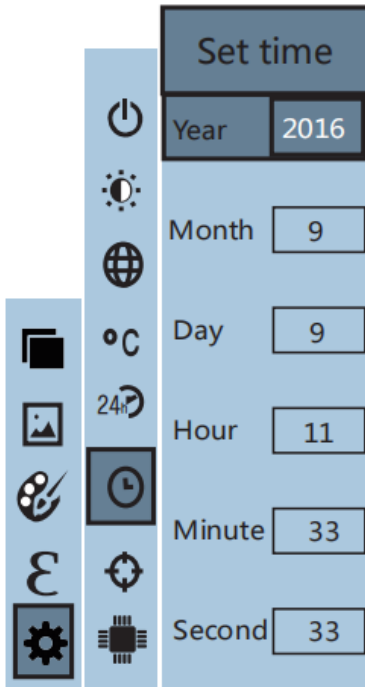 Set time
Year 2016
Month 9
°C
Day 9
24h
Hour 11
ε
Minute 33
Second 33